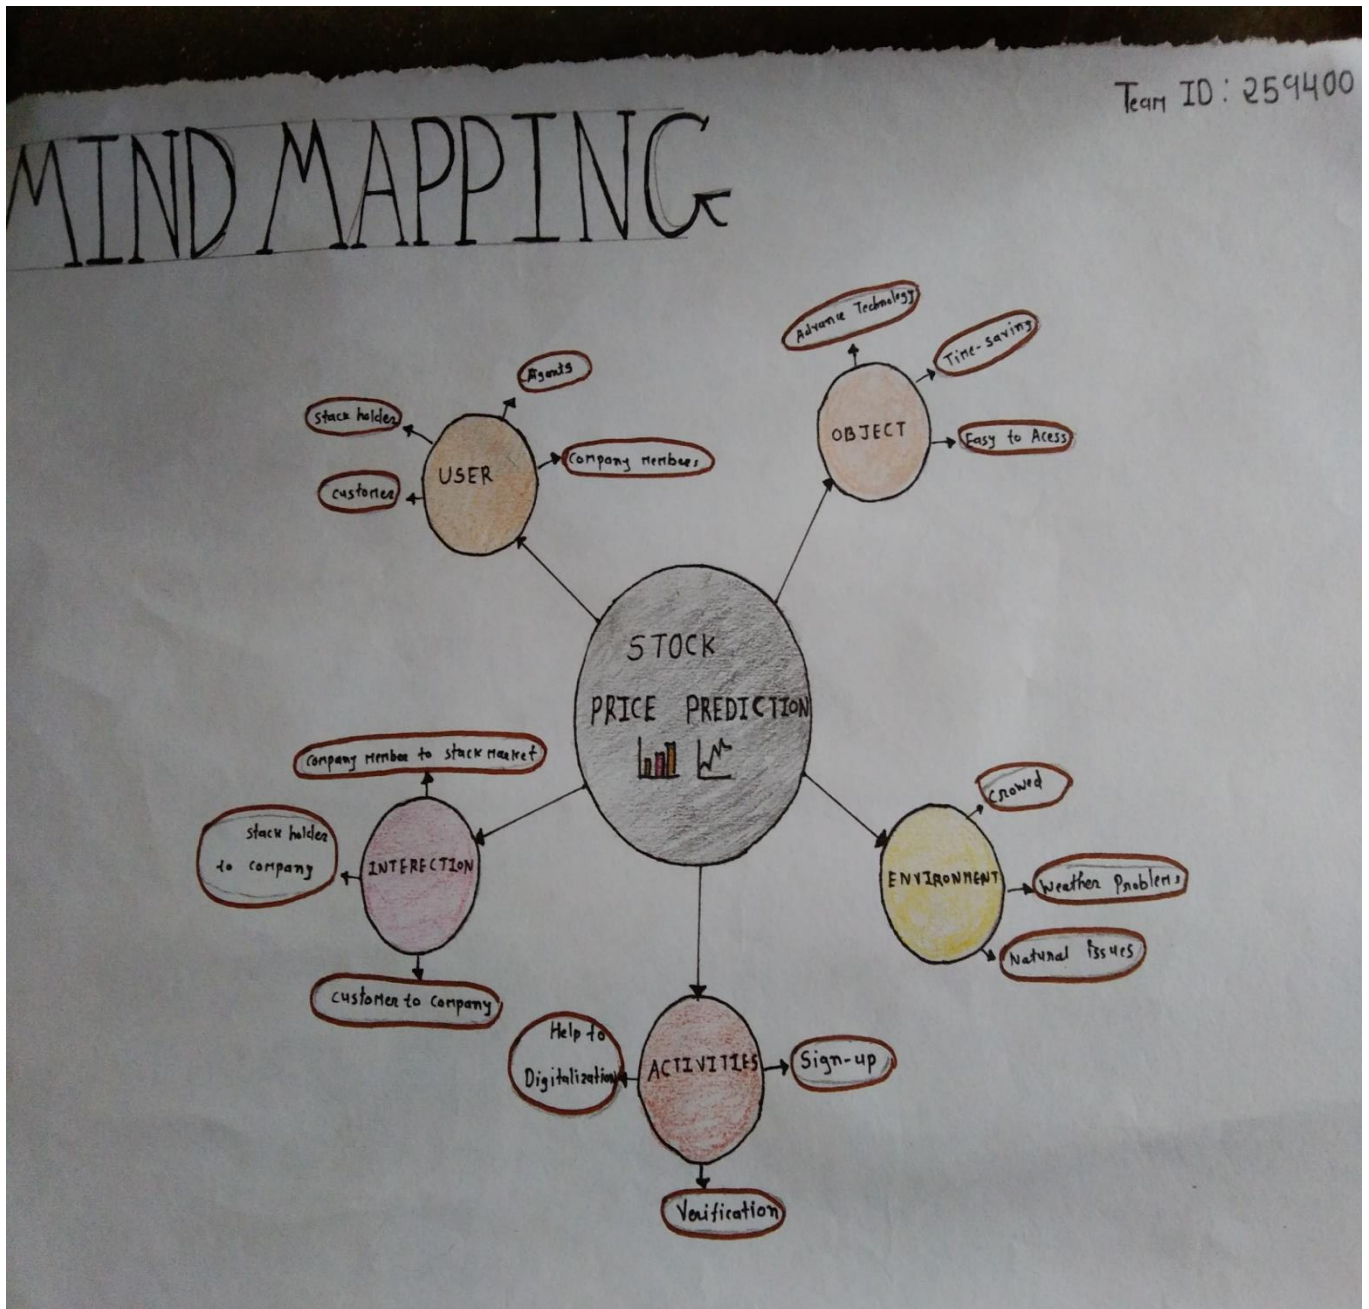 Team ID: 259400
MIND MAPPING
Advance Technology
Time-saving
OBJECT
Easy to Acess
Agents
Stack holder
USER
Company Members
Customer
STOCK
PRICE PREDICTION
Company Member to Stack Market
Stack holder
to Company
INTERECTION
Customer to Company
Crowed
ENVIRONMENT
Weather Problems
Natural issues
Help to
Digitalization
ACTIVITIES
Sign-up
Verification